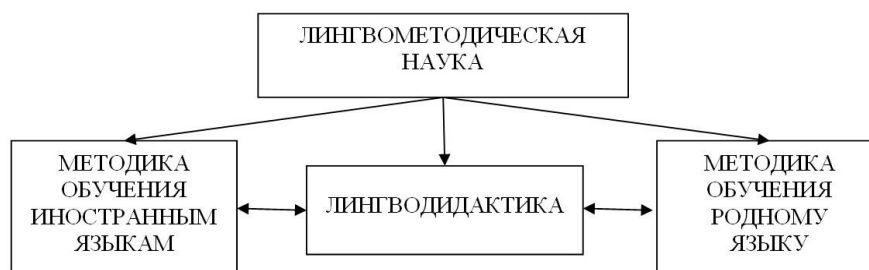 ЛИНГВОМЕТОДИЧЕСКАЯ
НАУКА
МЕТОДИКА
ОБУЧЕНИЯ
ИНОСТРАННЫМ
ЯЗЫКАМ
ЛИНГВОДИДАКТИКА
МЕТОДИКА
ОБУЧЕНИЯ
РОДНОМУ
ЯЗЫКУ